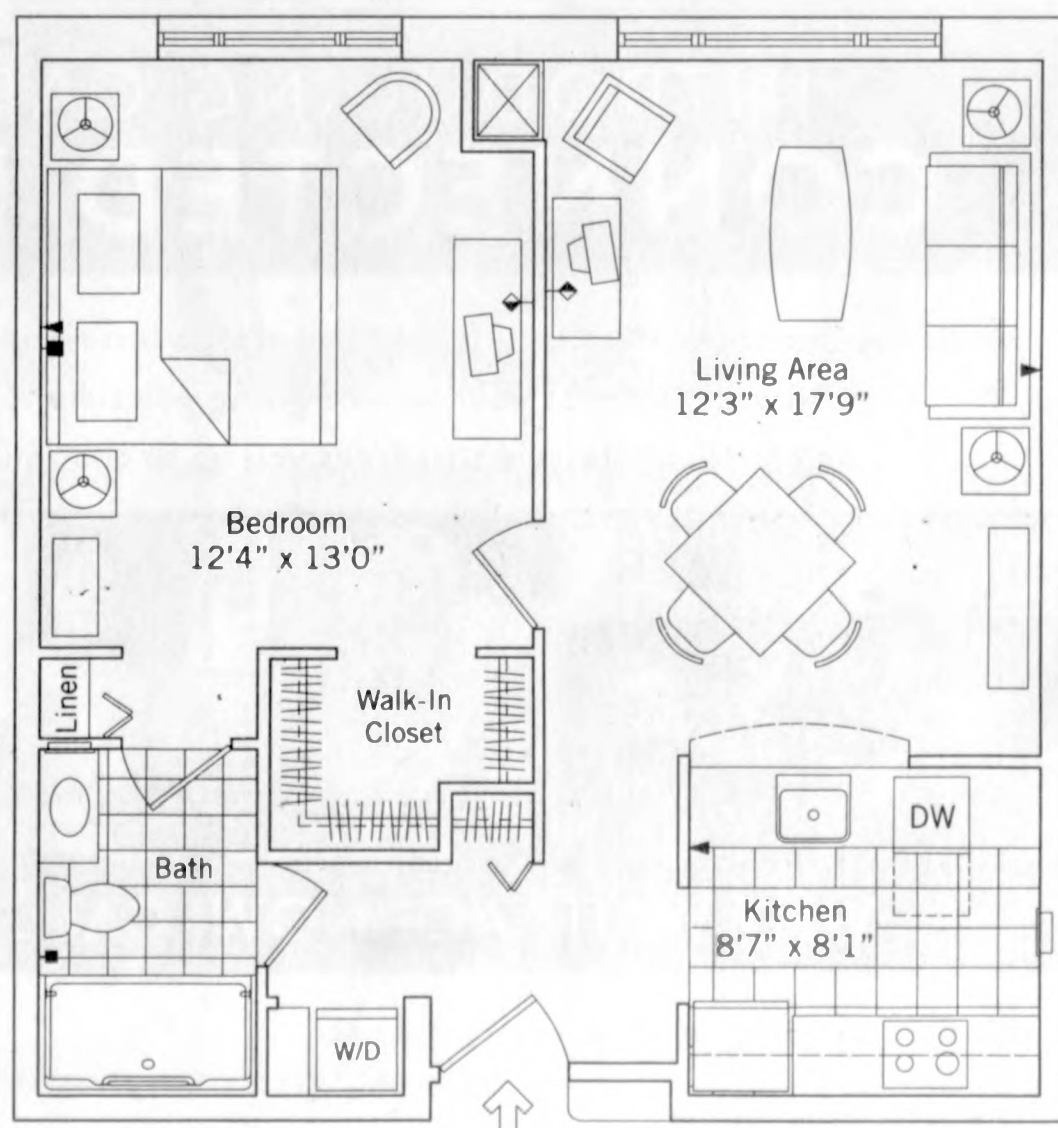 Living Area
12'3" x 17'9"
Bedroom
12'4" x 13'0"
Linen
Walk-In
Closet
DW
Bath
Kitchen
8'7" x 8'1"
W/D